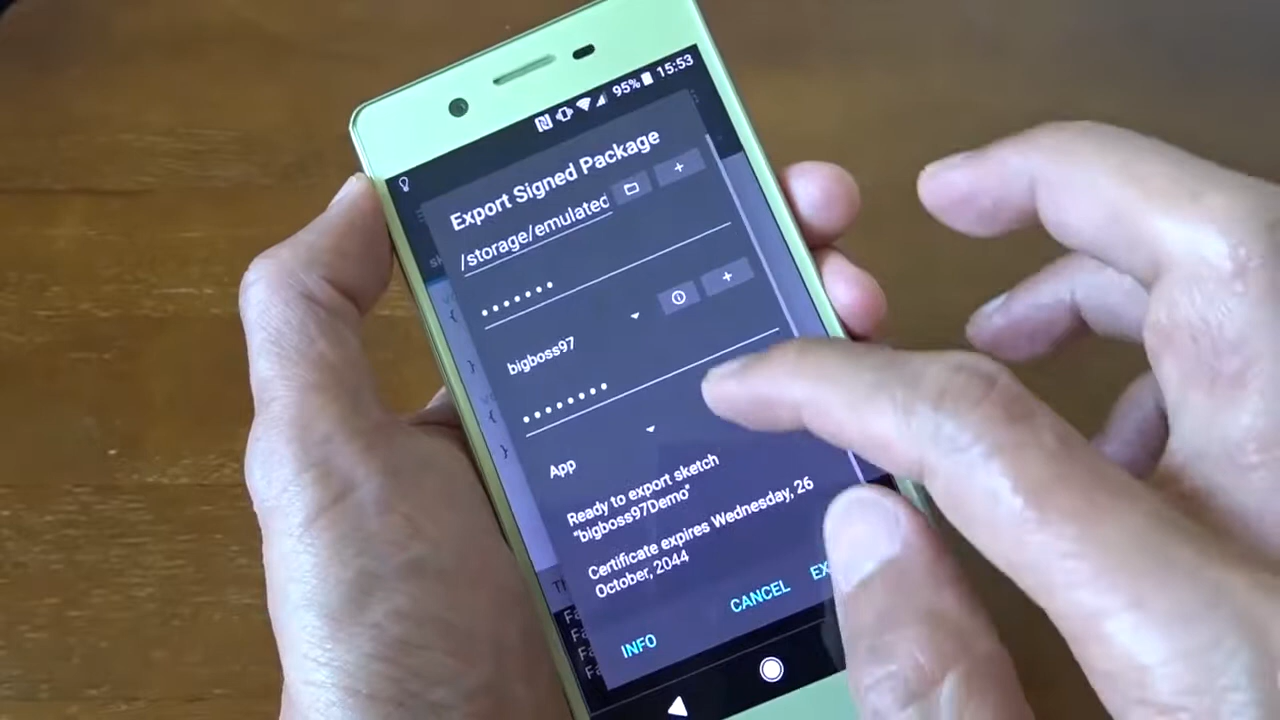 95% 15:53
Export Signed Package
/storage/emulated
+
•••••••
bigboss97
+
••••••••
App
Ready to export sketch
"bigboss97Demo"
Certificate expires Wednesday, 26
October, 2044
INFO CANCEL